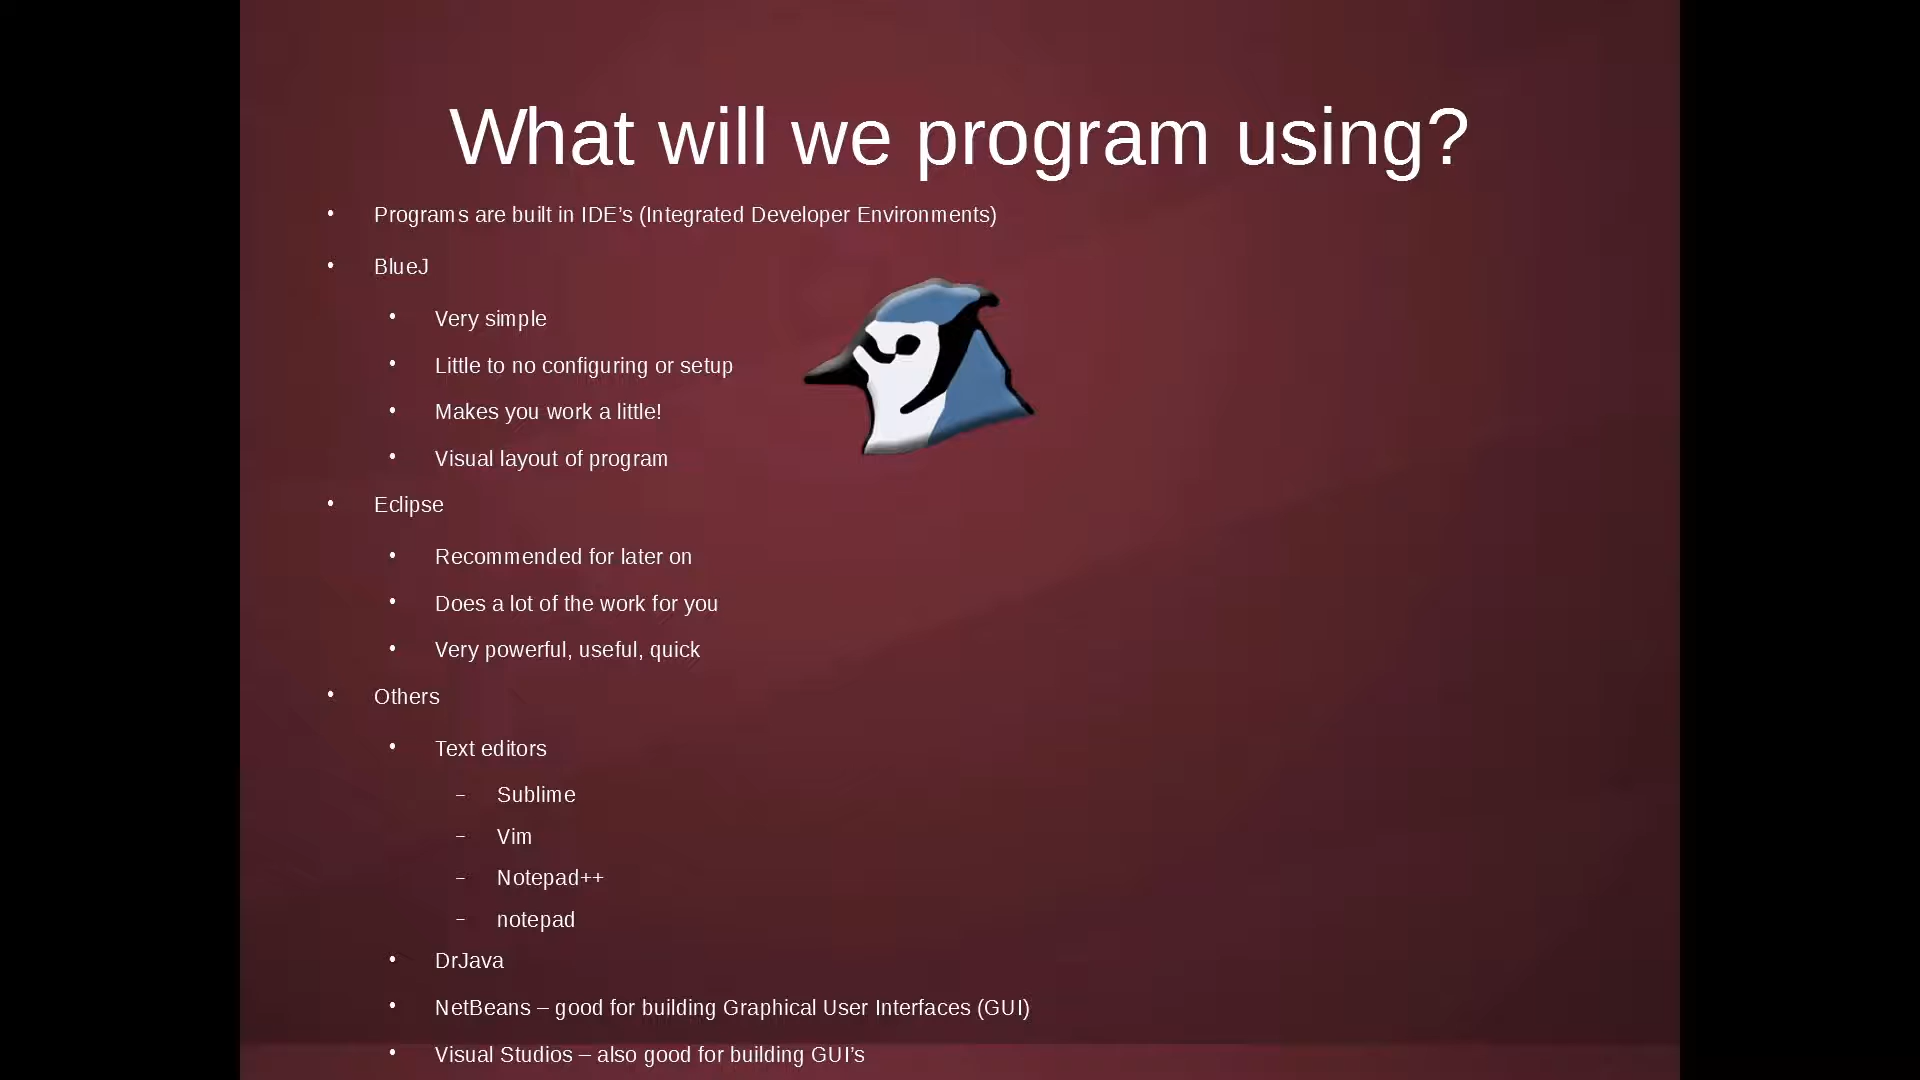 What will we program using?
• Programs are built in IDE’s (Integrated Developer Environments)
• BlueJ
• Very simple
• Little to no configuring or setup
• Makes you work a little!
• Visual layout of program
• Eclipse
• Recommended for later on
• Does a lot of the work for you
• Very powerful, useful, quick
• Others
• Text editors
– Sublime
– Vim
– Notepad++
– notepad
• DrJava
• NetBeans – good for building Graphical User Interfaces (GUI)
• Visual Studios – also good for building GUI’s